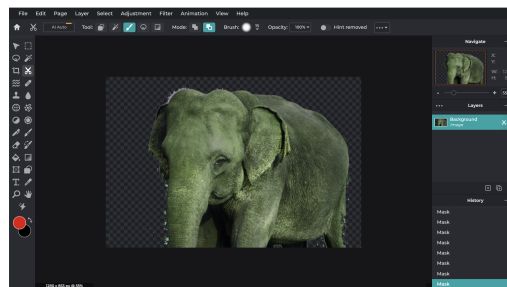 File Edit Page Layer Select Adjustment Filter Animation View Help
AI Auto Tool: Mode: Brush: Opacity: 100% Hint removed
Navigate
X:
Y:
W:
Layers
Background
Image
History
Mask
Mask
Mask
Mask
Mask
Mask
Mask
Mask